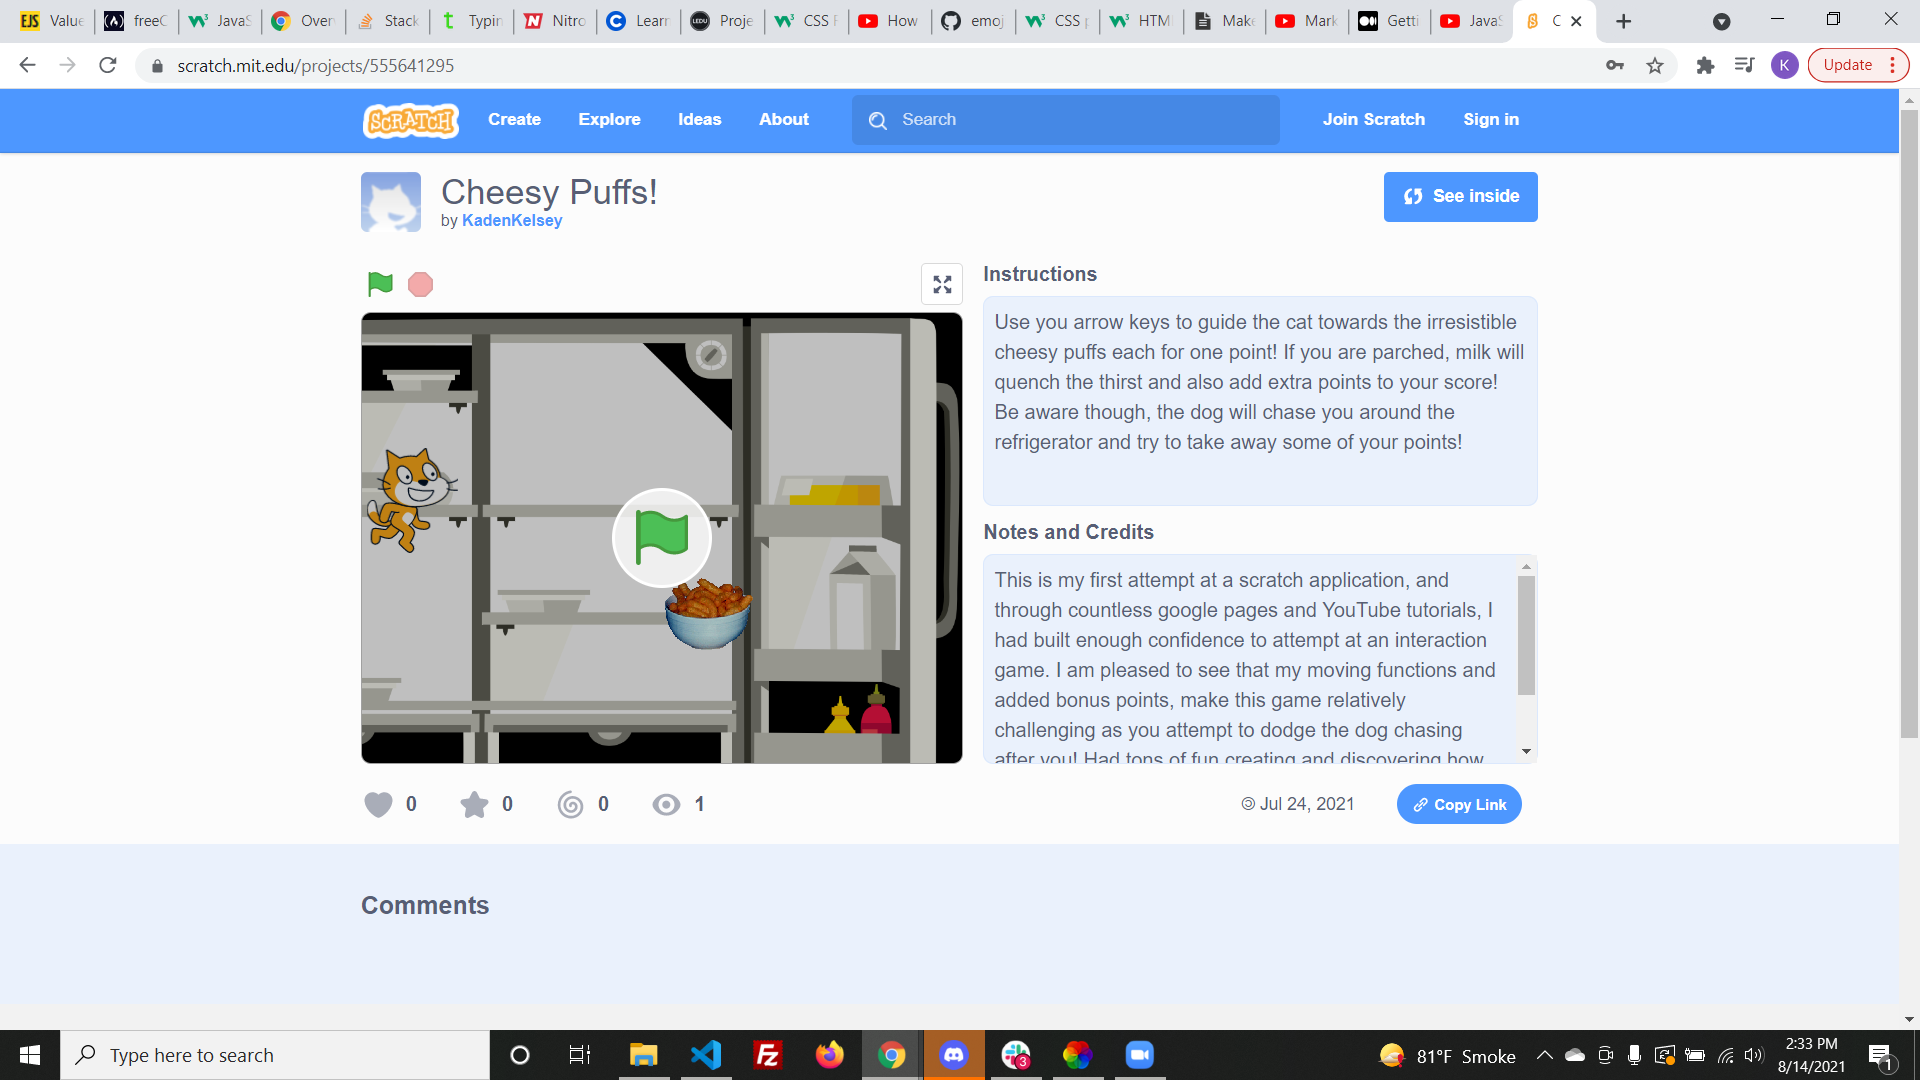 EJS Value freeC JavaS Over Stack Typin Nitro Learn Proje CSS F How emoj CSS p HTML Make Mark Getti JavaS C
scratch.mit.edu/projects/555641295 K Update
SCRATCH Create Explore Ideas About Search Join Scratch Sign in
Cheesy Puffs!
by KadenKelsey
See inside
Instructions
Use you arrow keys to guide the cat towards the irresistible
cheesy puffs each for one point! If you are parched, milk will
quench the thirst and also add extra points to your score!
Be aware though, the dog will chase you around the
refrigerator and try to take away some of your points!
Notes and Credits
This is my first attempt at a scratch application, and
through countless google pages and YouTube tutorials, I
had built enough confidence to attempt at an interaction
game. I am pleased to see that my moving functions and
added bonus points, make this game relatively
challenging as you attempt to dodge the dog chasing
after you! Had tons of fun creating and discovering how
0 0 0 1
Jul 24, 2021 Copy Link
Comments
Type here to search
Fz
3
81°F Smoke
2:33 PM
8/14/2021
1